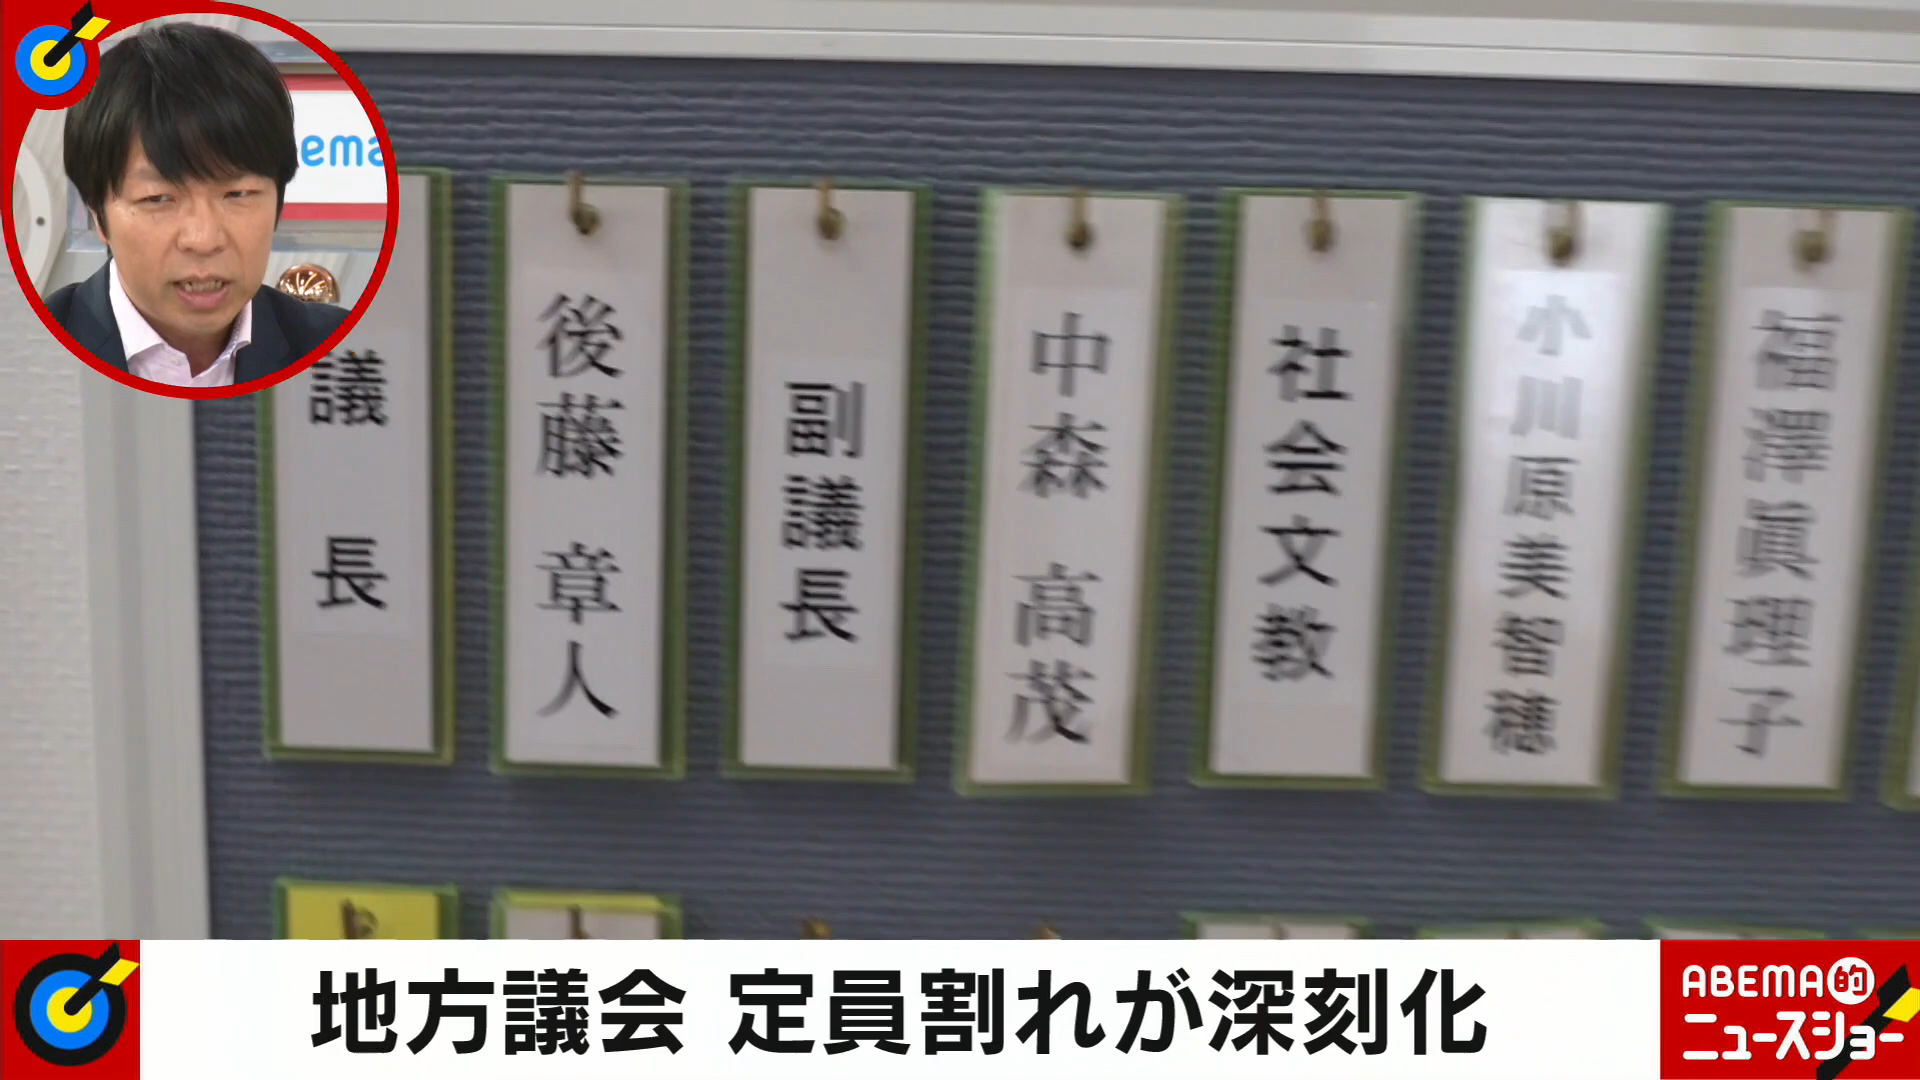 ema
議長
後藤 章人
副議長
中森 高茂
社会文教
小川原美智穂
福澤眞理子
地方議会 定員割れが深刻化
ABEMA的
ニュースショー